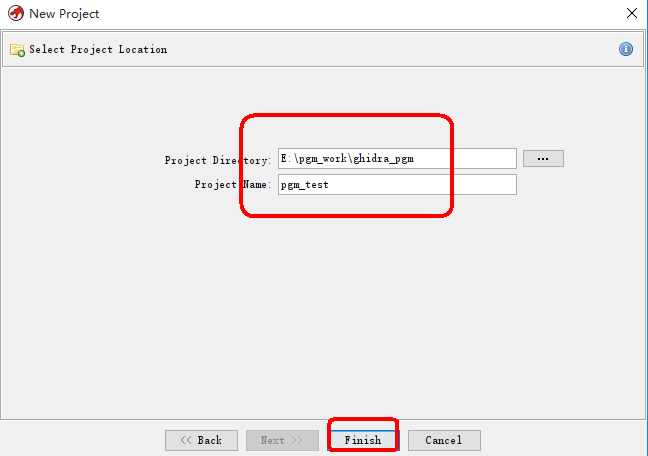 New Project
Select Project Location
Project Directory: E:\pgm_work\ghidra_pgm ...
Project Name: pgm_test
<< Back Next >> Finish Cancel